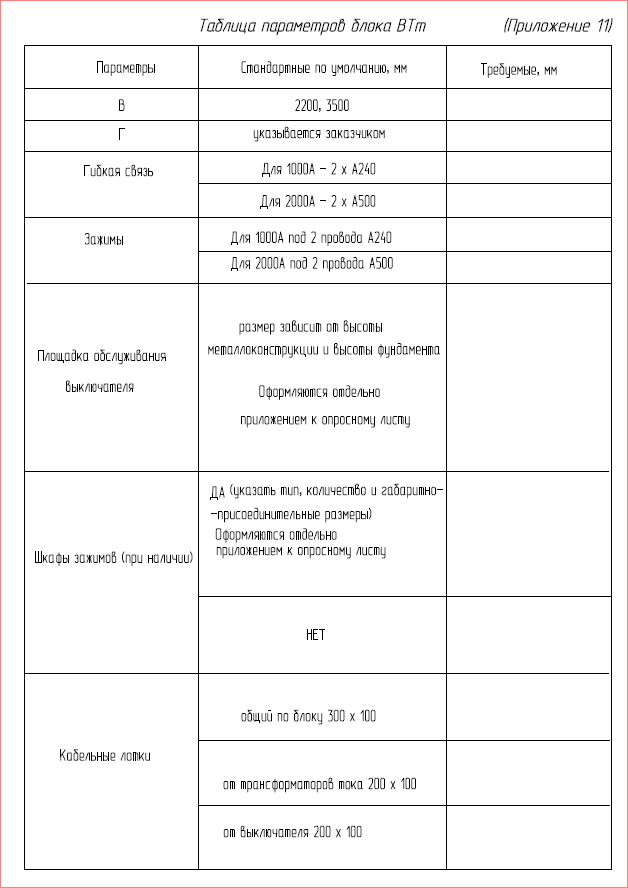 Таблица параметров блока ВТт (Приложение 11)
Параметры Стандартные по умолчанию, мм Требуемые, мм
В 2200, 3500
Г указывается заказчиком
Гибкая связь Для 1000А - 2 х А240
Для 2000А - 2 х А500
Зажимы Для 1000А под 2 провода А240
Для 2000А под 2 провода А500
Площадка обслуживания
выключателя
размер зависит от высоты
металлоконструкции и высоты фундамента
Оформляются отдельно
приложением к опросному листу
Шкафы зажимов (при наличии)
ДА (указать тип, количество и габаритно-
-присоединительные размеры)
Оформляются отдельно
приложением к опросному листу
НЕТ
Кабельные лотки
общий по блоку 300 х 100
от трансформаторов тока 200 х 100
от выключателя 200 х 100